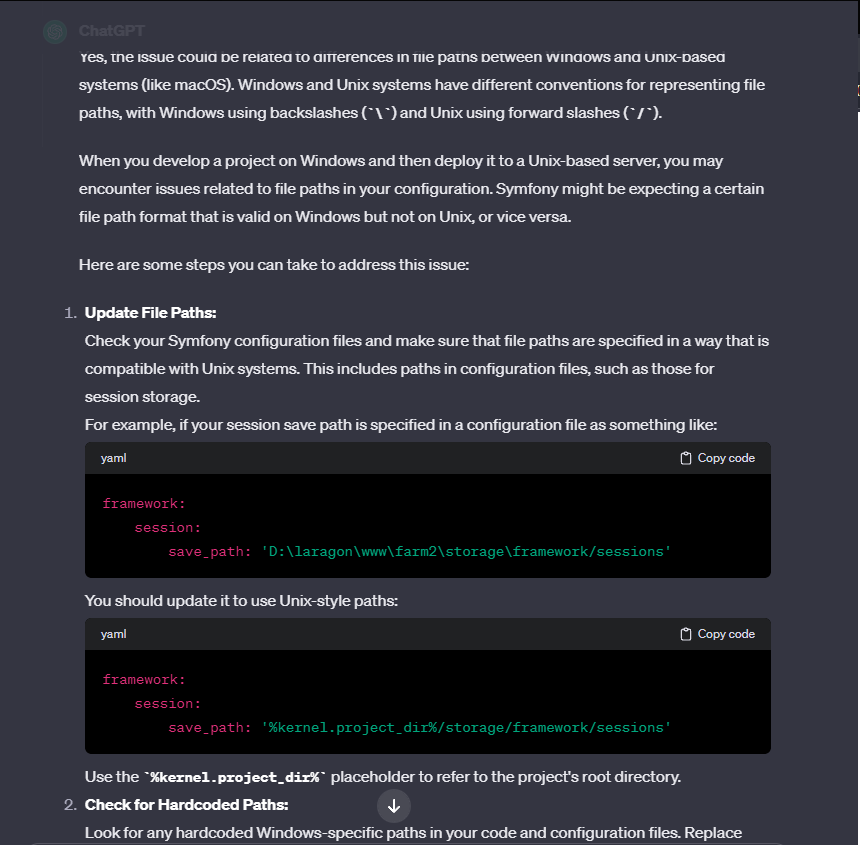 ChatGPT
Yes, the issue could be related to differences in file paths between Windows and Unix-based
systems (like macOS). Windows and Unix systems have different conventions for representing file
paths, with Windows using backslashes (`\`) and Unix using forward slashes (`/`).
When you develop a project on Windows and then deploy it to a Unix-based server, you may
encounter issues related to file paths in your configuration. Symfony might be expecting a certain
file path format that is valid on Windows but not on Unix, or vice versa.
Here are some steps you can take to address this issue:
1. Update File Paths:
Check your Symfony configuration files and make sure that file paths are specified in a way that is
compatible with Unix systems. This includes paths in configuration files, such as those for
session storage.
For example, if your session save path is specified in a configuration file as something like:
yaml Copy code
framework:
session:
save_path: 'D:\laragon\www\farm2\storage\framework/sessions'
You should update it to use Unix-style paths:
yaml Copy code
framework:
session:
save_path: '%kernel.project_dir%/storage/framework/sessions'
Use the `%kernel.project_dir%` placeholder to refer to the project's root directory.
2. Check for Hardcoded Paths:
Look for any hardcoded Windows-specific paths in your code and configuration files. Replace